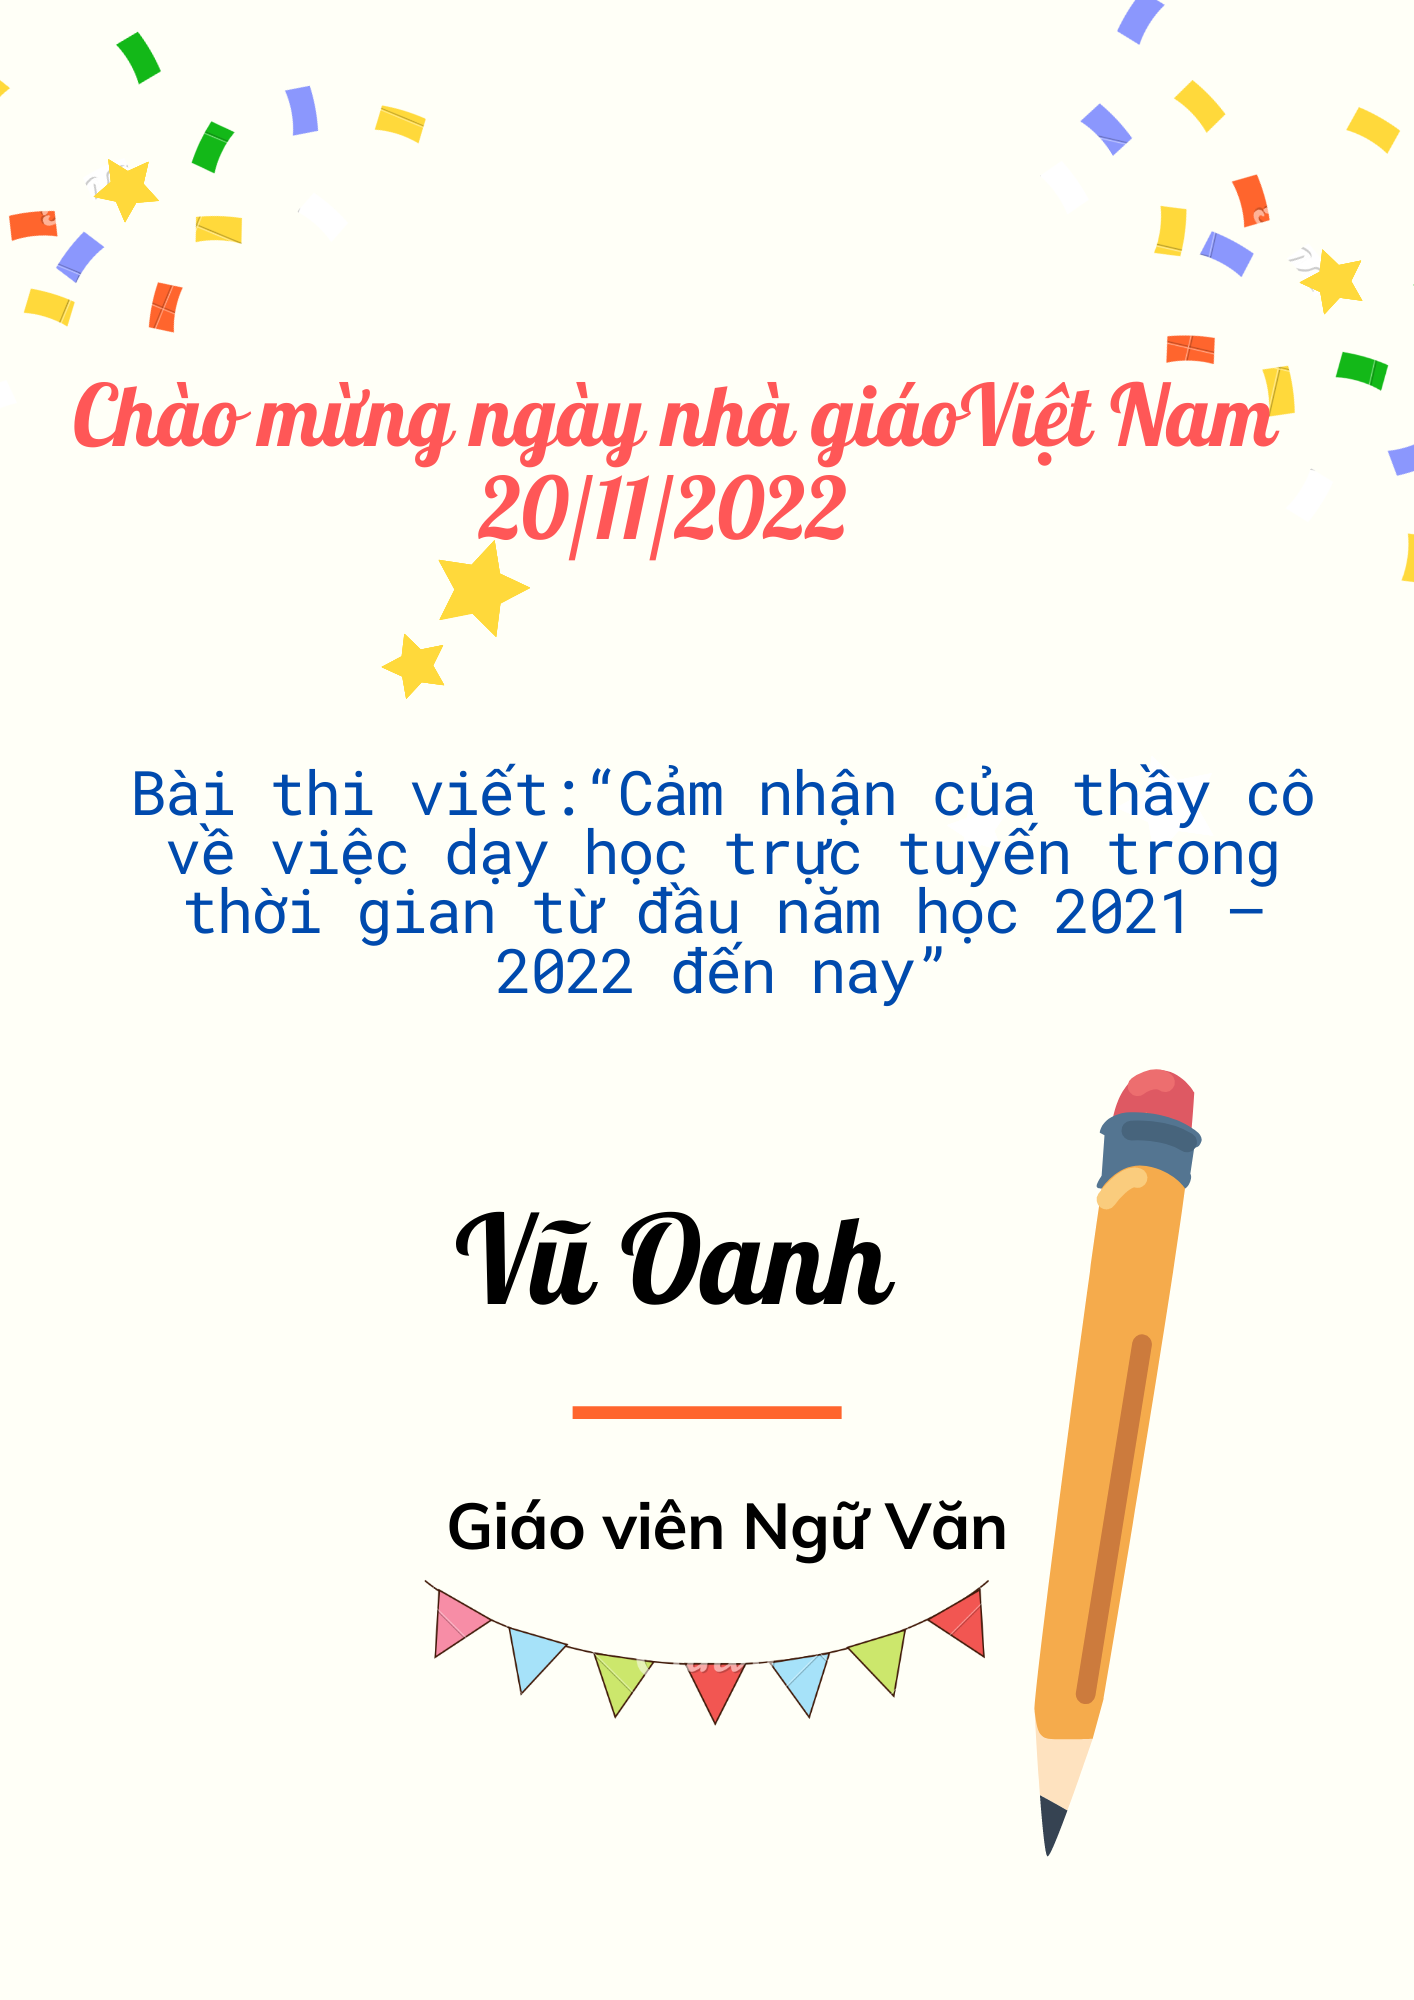 Chào mừng ngày nhà giáoViệt Nam
20/11/2022
Bài thi viết:“Cảm nhận của thầy cô
về việc dạy học trực tuyến trong
thời gian từ đầu năm học 2021 –
2022 đến nay”
Vũ Oanh
Giáo viên Ngữ Văn